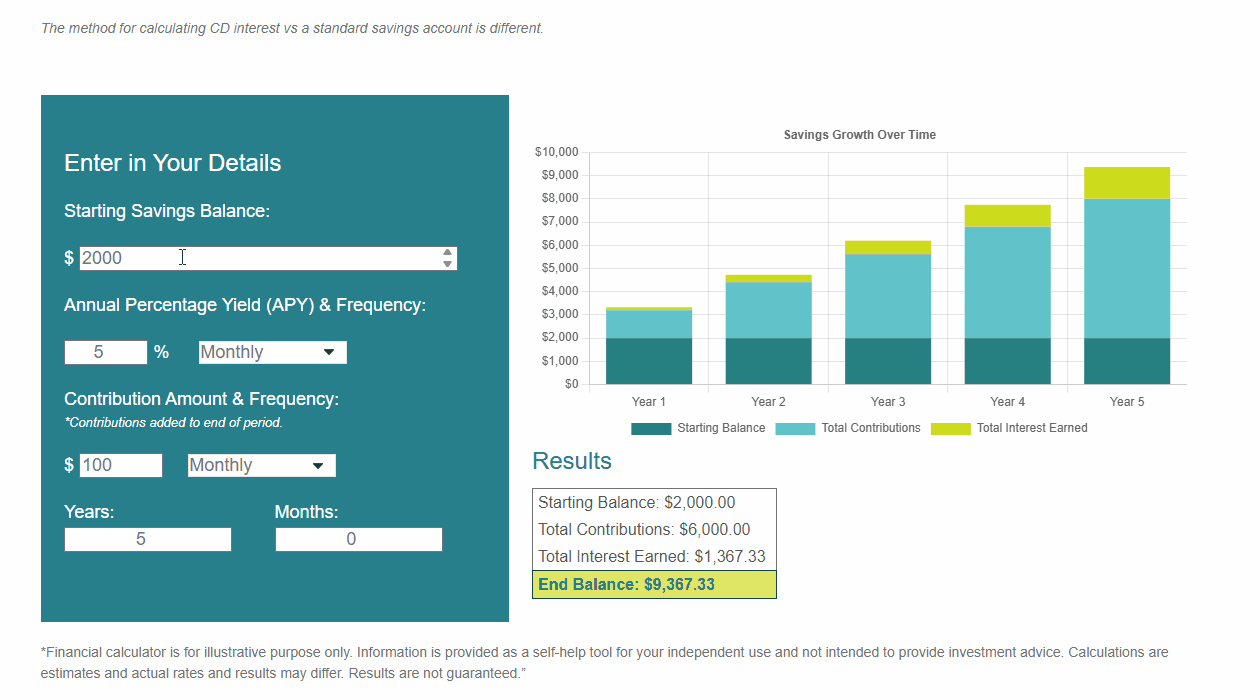 The method for calculating CD interest vs a standard savings account is different.
Enter in Your Details
Starting Savings Balance:
$ 2000
Annual Percentage Yield (APY) & Frequency:
5 % Monthly
Contribution Amount & Frequency:
*Contributions added to end of period.
$ 100 Monthly
Years: Months:
5 0
Savings Growth Over Time
$10,000
$9,000
$8,000
$7,000
$6,000
$5,000
$4,000
$3,000
$2,000
$1,000
$0
Year 1 Year 2 Year 3 Year 4 Year 5
Starting Balance Total Contributions Total Interest Earned
Results
Starting Balance: $2,000.00
Total Contributions: $6,000.00
Total Interest Earned: $1,367.33
End Balance: $9,367.33
*Financial calculator is for illustrative purpose only. Information is provided as a self-help tool for your independent use and not intended to provide investment advice. Calculations are
estimates and actual rates and results may differ. Results are not guaranteed.”